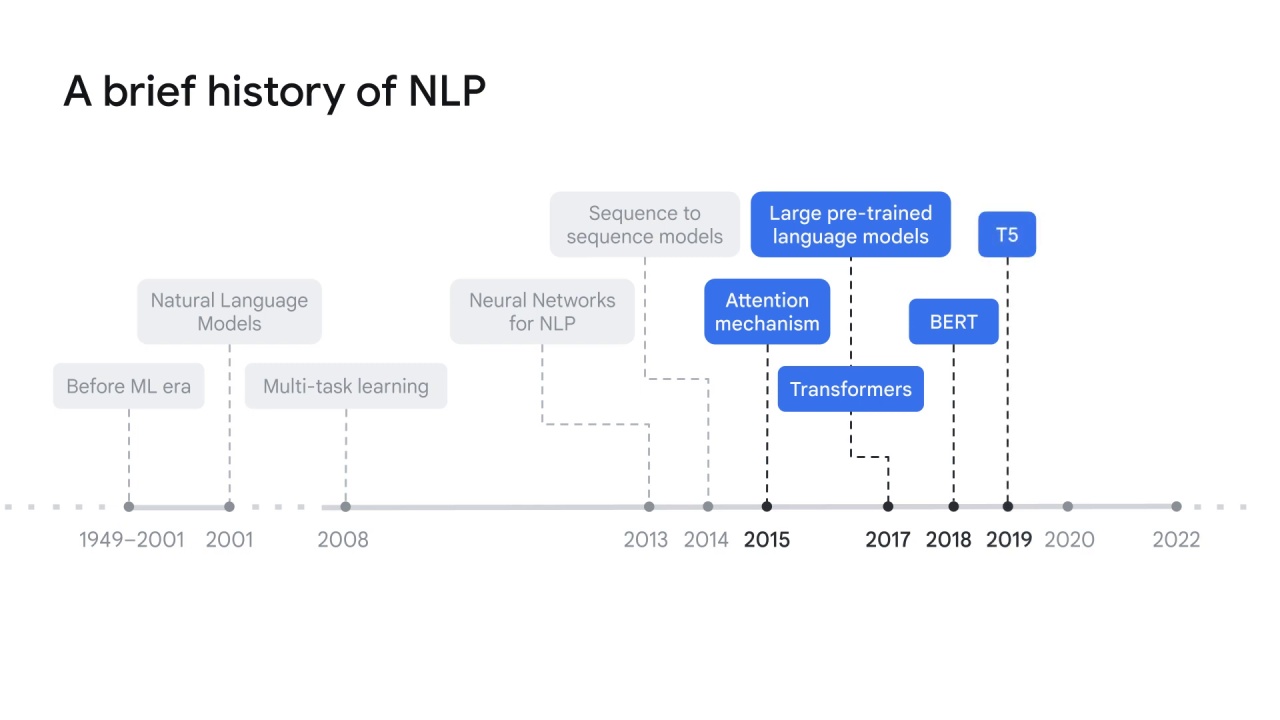 A brief history of NLP
Sequence to
sequence models
Large pre-trained
language models
T5
Natural Language
Models
Neural Networks
for NLP
Attention
mechanism
BERT
Before ML era
Multi-task learning
Transformers
1949–2001
2001
2008
2013
2014
2015
2017
2018
2019
2020
2022